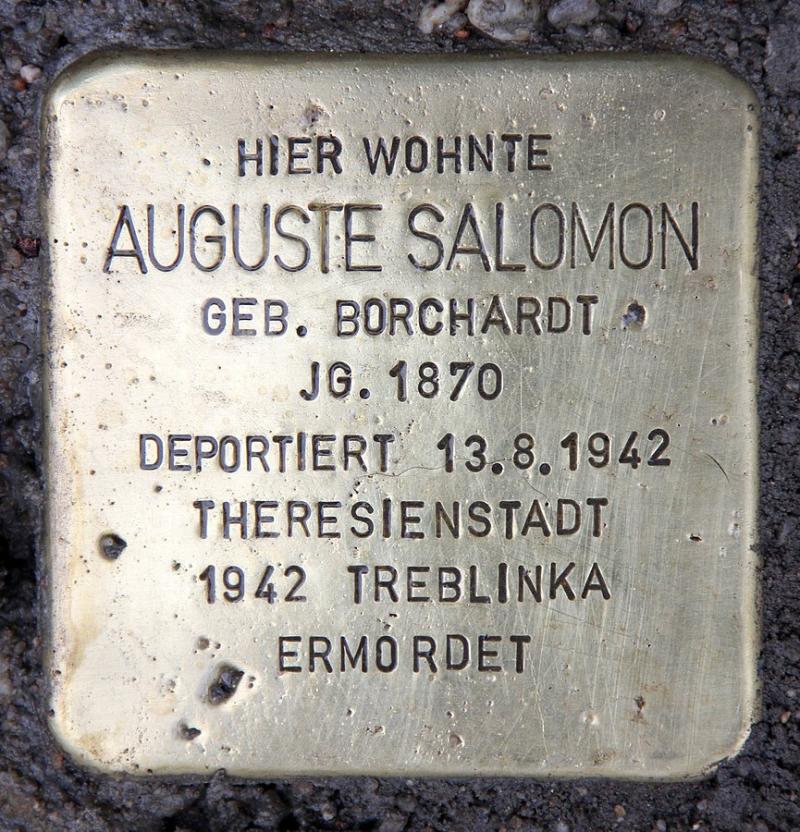 HIER WOHNTE
AUGUSTE SALOMON
GEB. BORCHARDT
JG. 1870
DEPORTIERT 13.8.1942
THERESIENSTADT
1942 TREBLINKA
ERMORDET